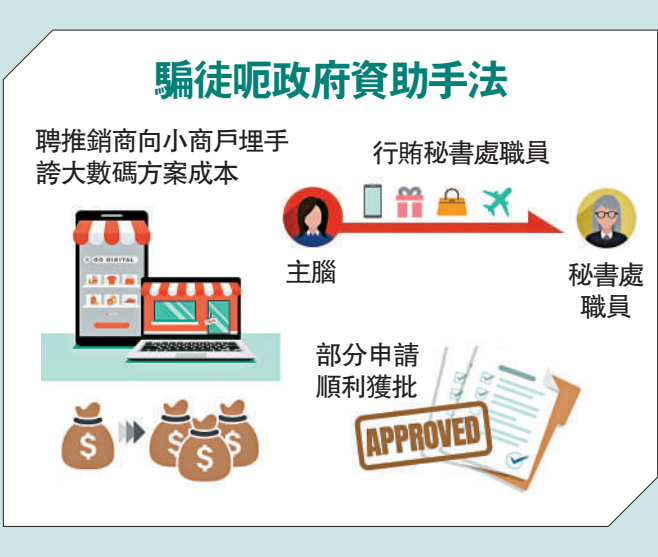 騙徒呃政府資助手法
聘推銷商向小商戶埋手
誇大數碼方案成本
GO DIGITAL
$
$
$
$
行賄秘書處職員
主腦
秘書處
職員
部分申請
順利獲批
APPROVED